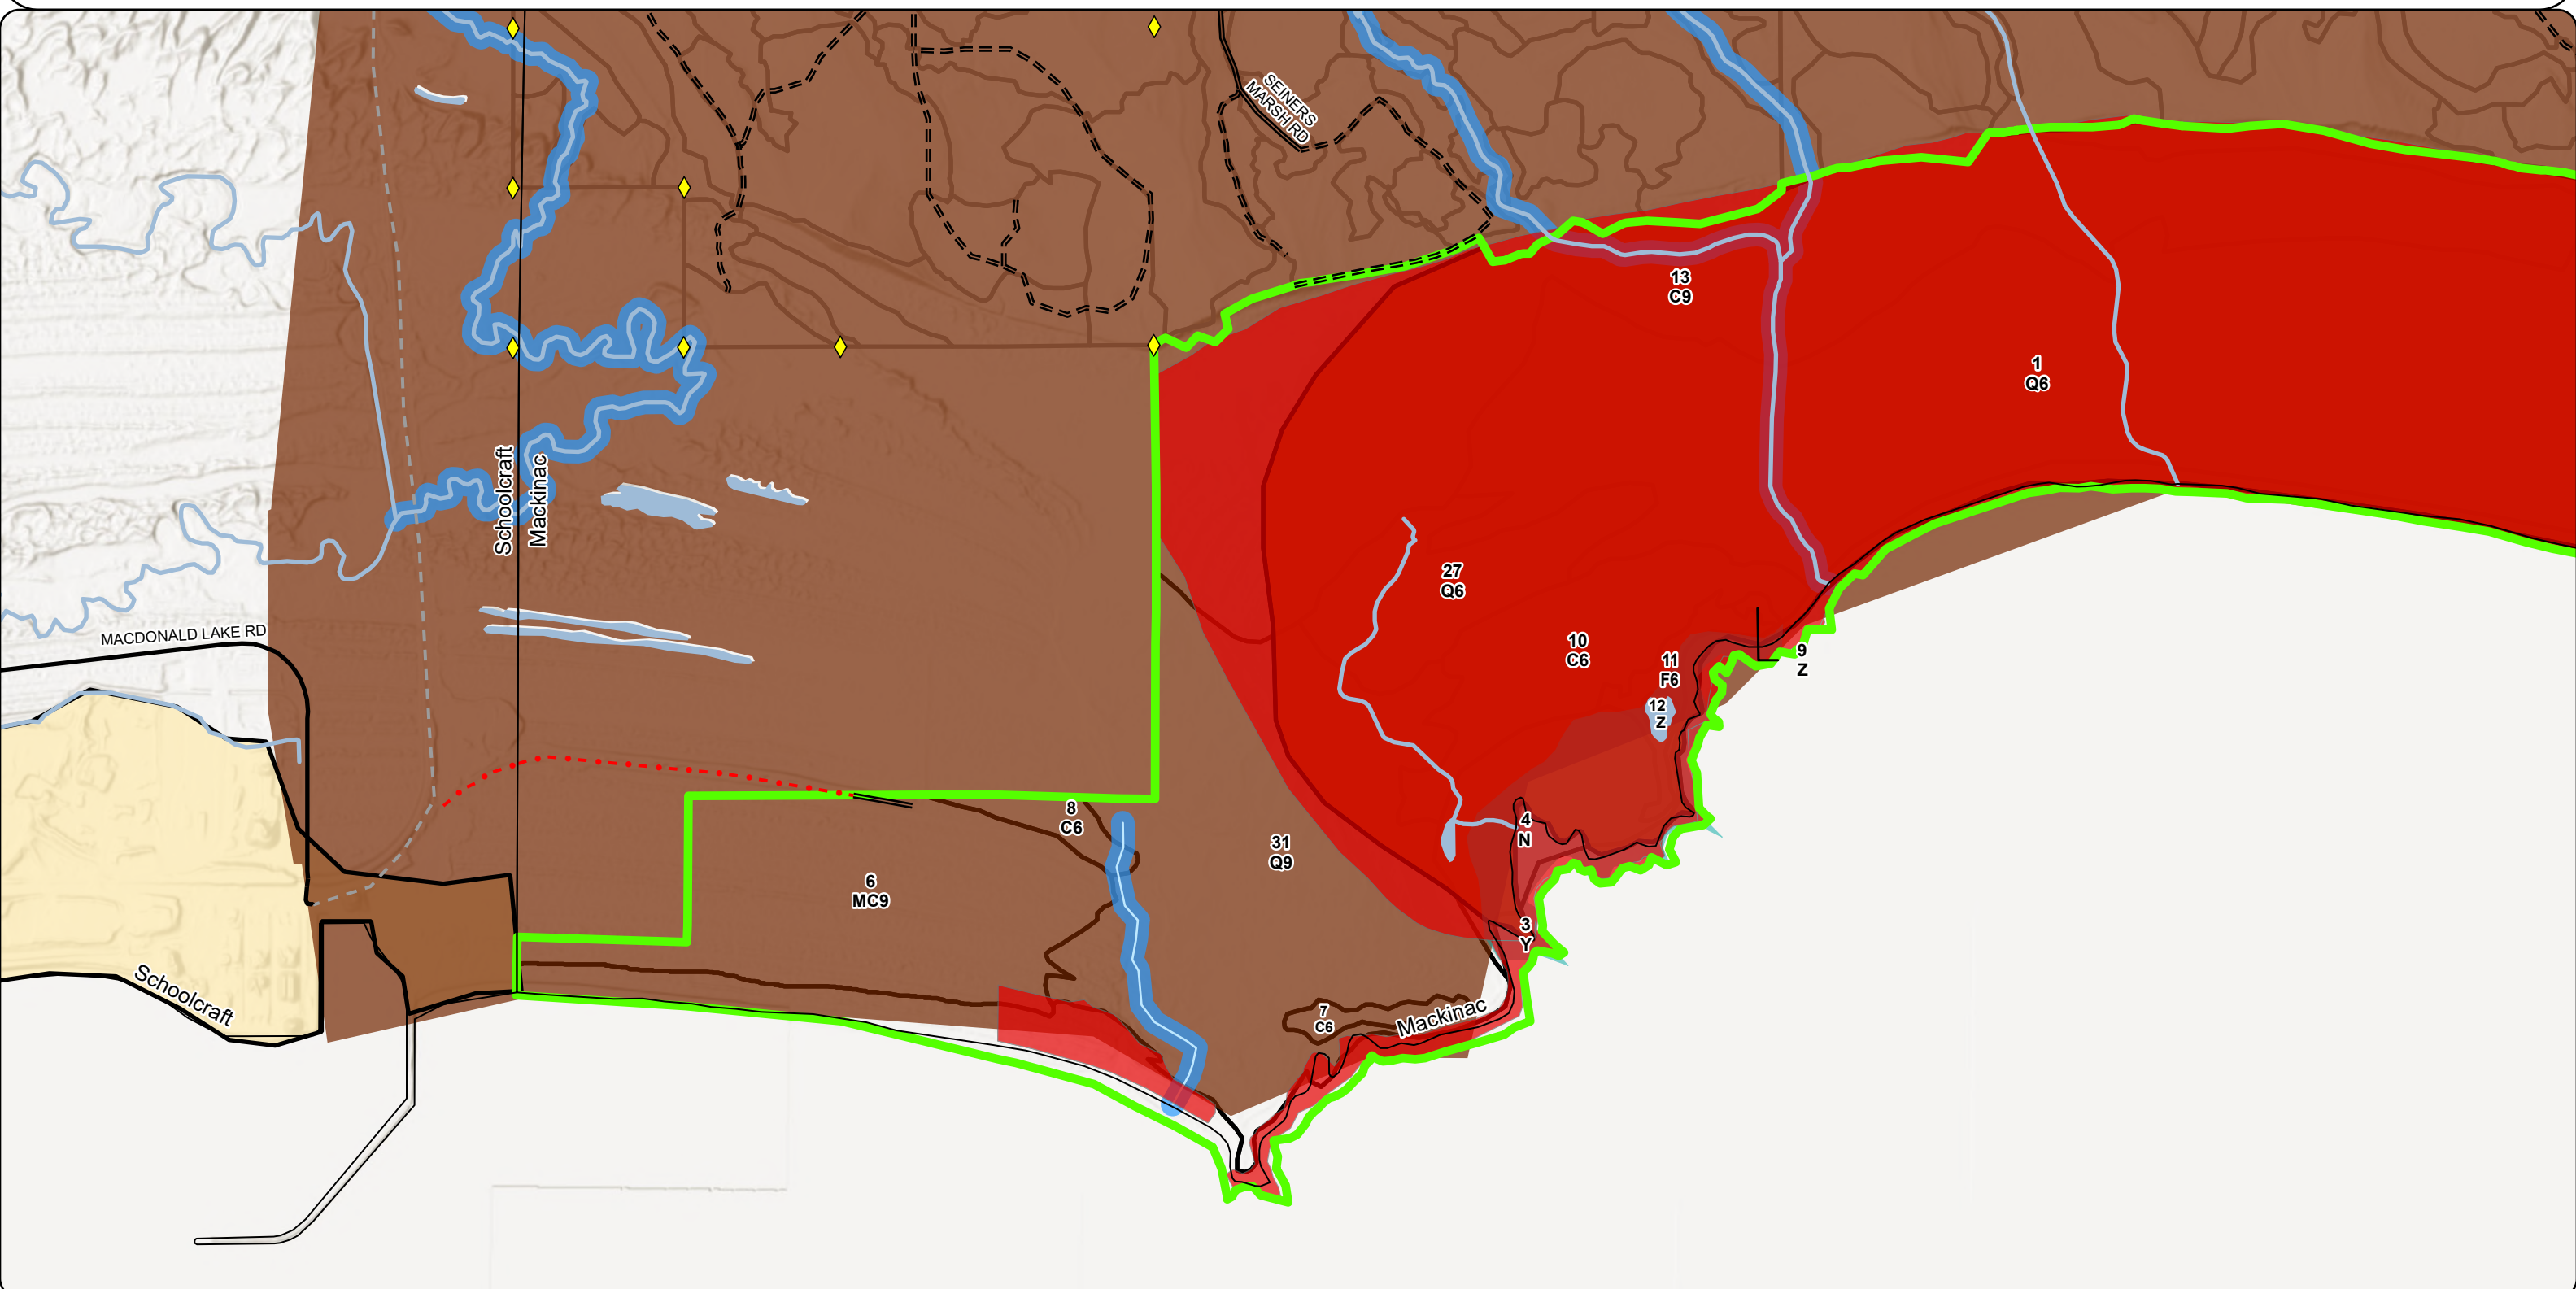 SEINERS
MARSH RD
13
C9
1
Q6
Schoolcraft
Mackinac
27
Q6
MACDONALD LAKE RD
10
C6
11
F6
9
Z
12
Z
8
C6
4
N
31
Q9
6
MC9
3
Y
Schoolcraft
7
C6
Mackinac